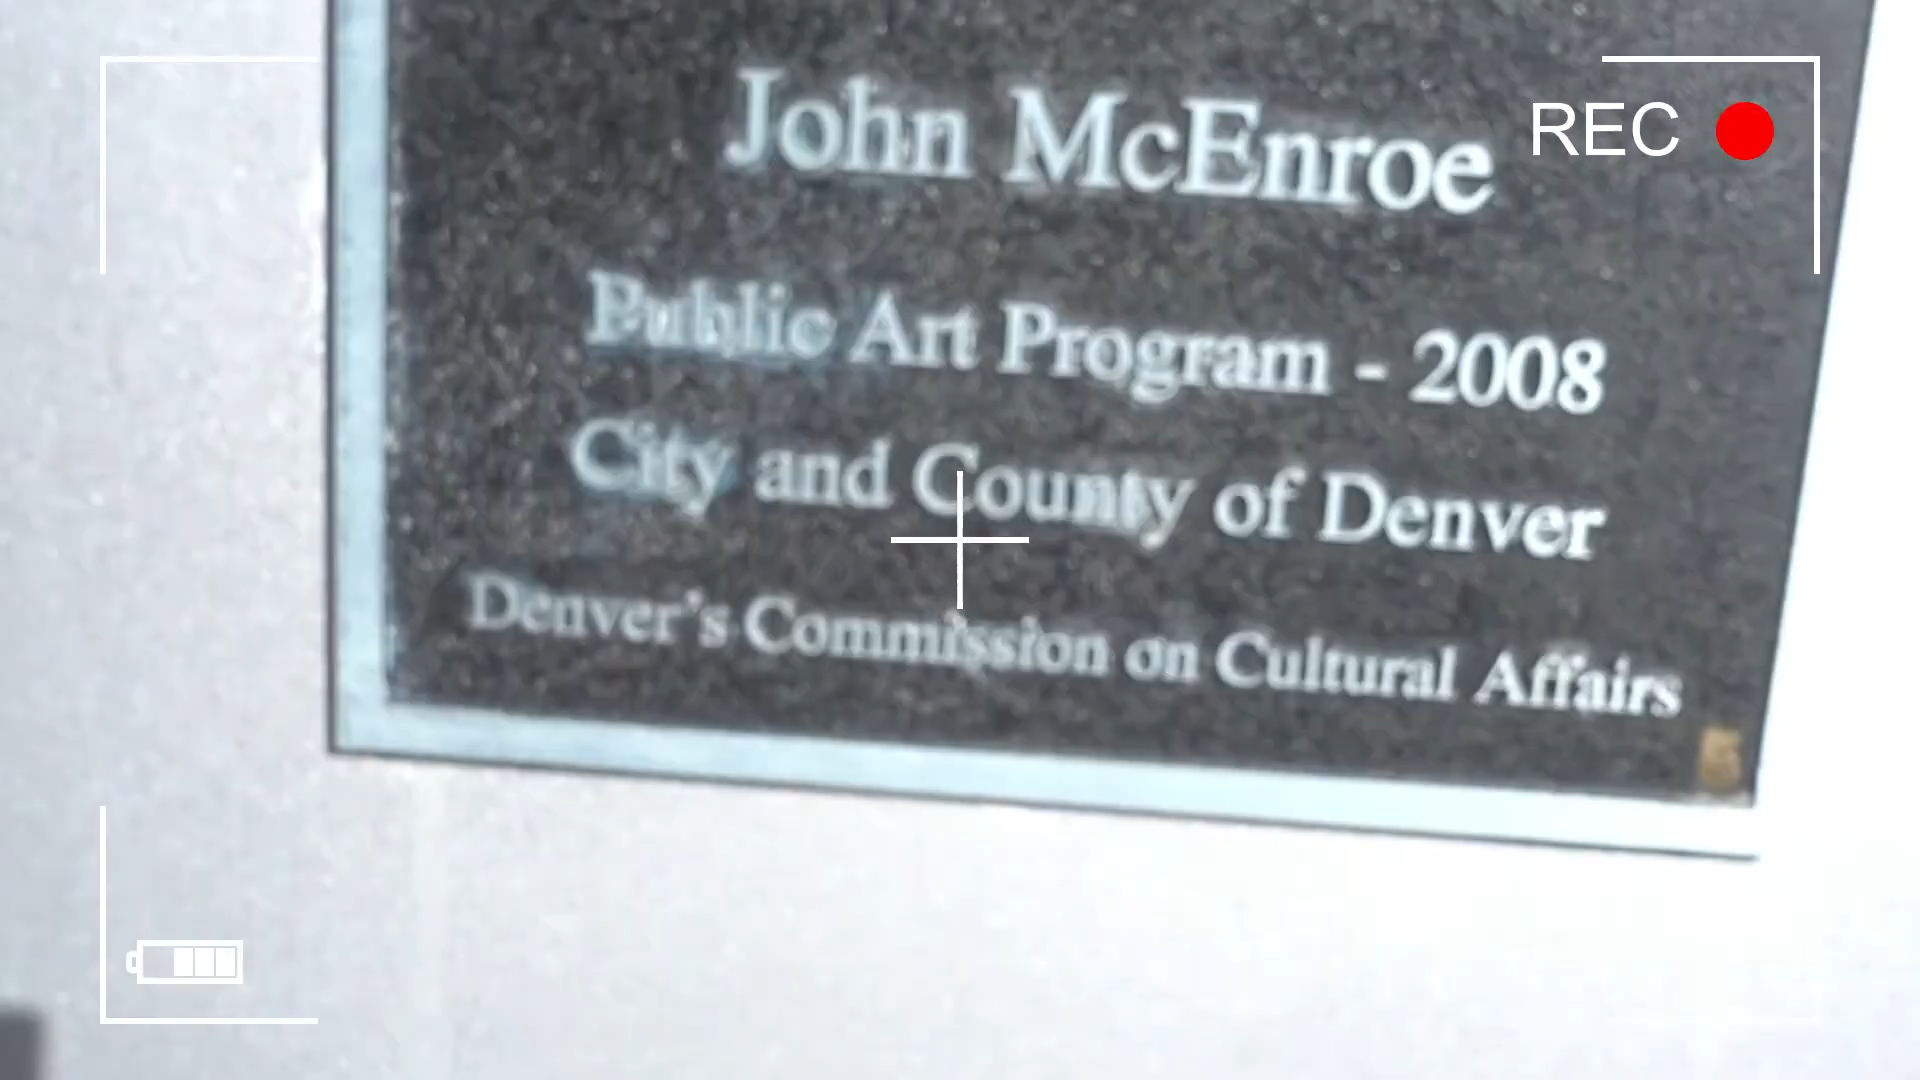 John McEnroe
REC
Public Art Program - 2008
City and County of Denver
Denver's Commission on Cultural Affairs